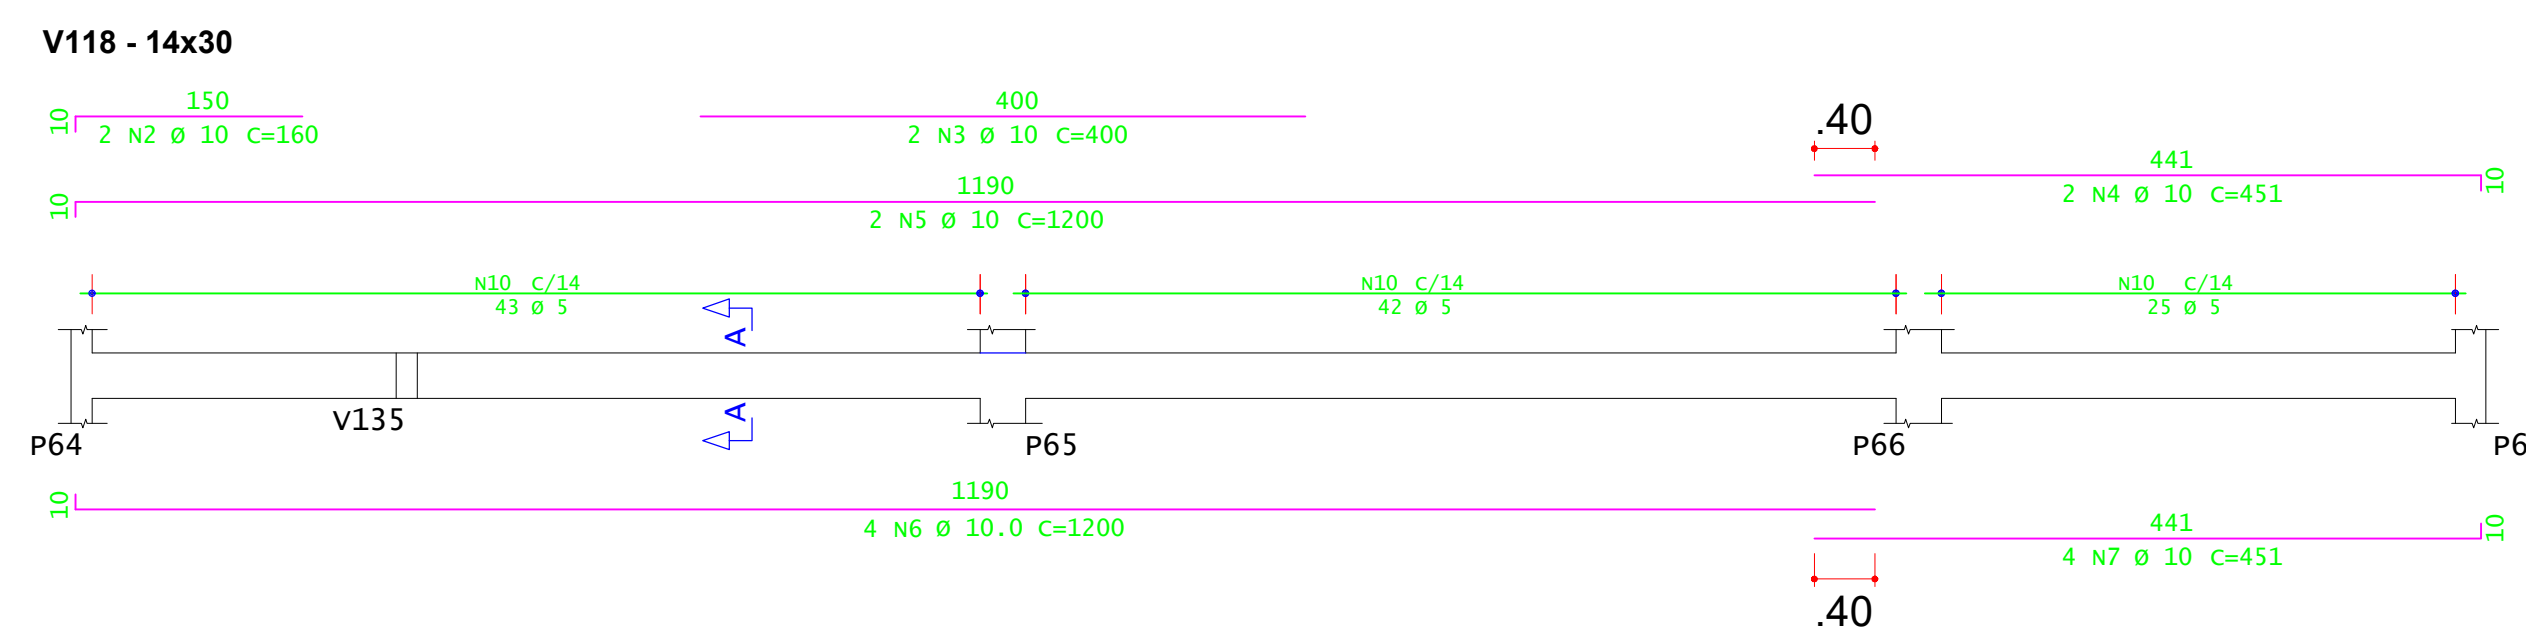 V118 - 14x30
150
10
2 N2 Ø 10 C=160
400
2 N3 Ø 10 C=400
.40
441
10
2 N4 Ø 10 C=451
1190
10
2 N5 Ø 10 C=1200
N10 C/14
43 Ø 5
N10 C/14
42 Ø 5
N10 C/14
25 Ø 5
A
A
V135
P64
P65
P66
P6
1190
10
4 N6 Ø 10.0 C=1200
441
10
4 N7 Ø 10 C=451
.40